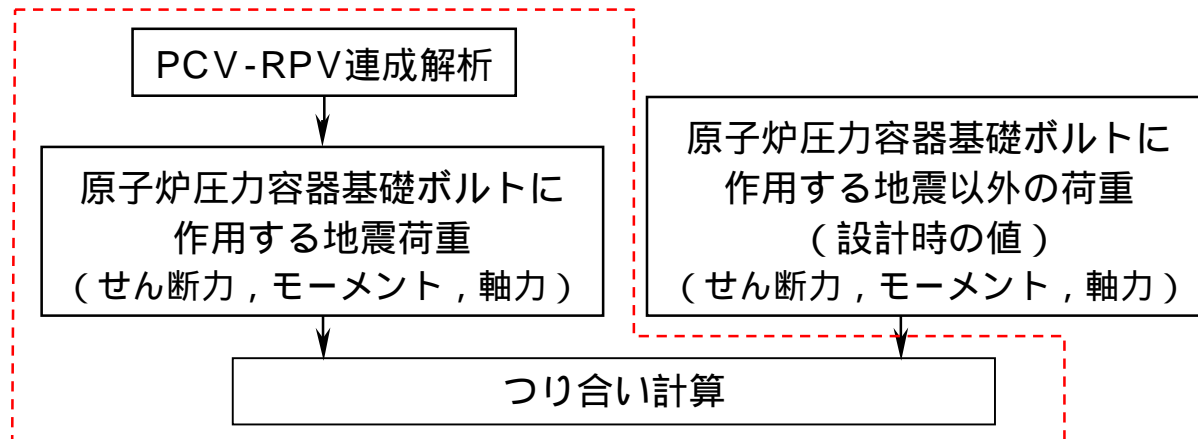 PCV-RPV連成解析
原子炉圧力容器基礎ボルトに
作用する地震荷重
(せん断力,モーメント,軸力)
原子炉圧力容器基礎ボルトに
作用する地震以外の荷重
(設計時の値)
(せん断力,モーメント,軸力)
つり合い計算